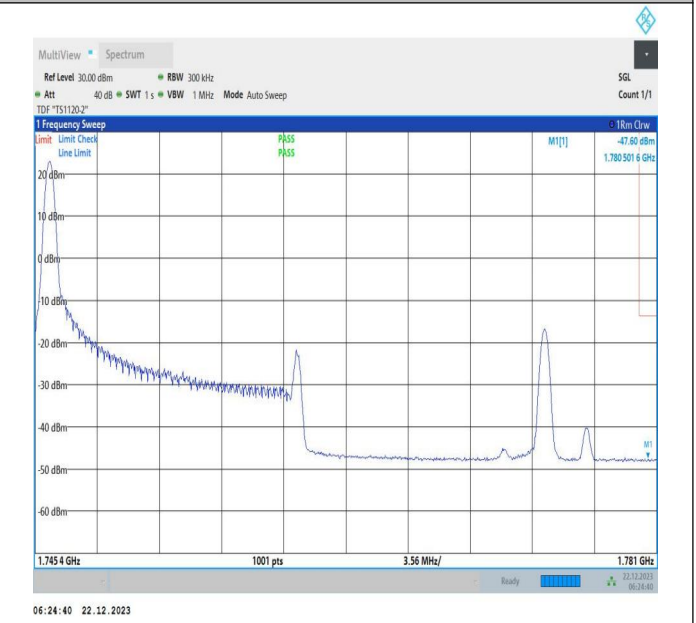 MultiView Spectrum
Ref Level 30.00 dBm RBW 300 kHz SGL
Att 40 dB SWT 1 s VBW 1 MHz Mode Auto Sweep Count 1/1
TDF "TS1120-2"
1 Frequency Sweep 1Rm Clrw
Limit Limit Check PASS M1[1] -47.60 dBm
Line Limit PASS 1.780 501 6 GHz
20 dBm
10 dBm
0 dBm
-10 dBm
-20 dBm
-30 dBm
-40 dBm
M1
-50 dBm
-60 dBm
1.745 4 GHz 1001 pts 3.56 MHz/ 1.781 GHz
Ready 22.12.2023
06:24:40
06:24:40 22.12.2023